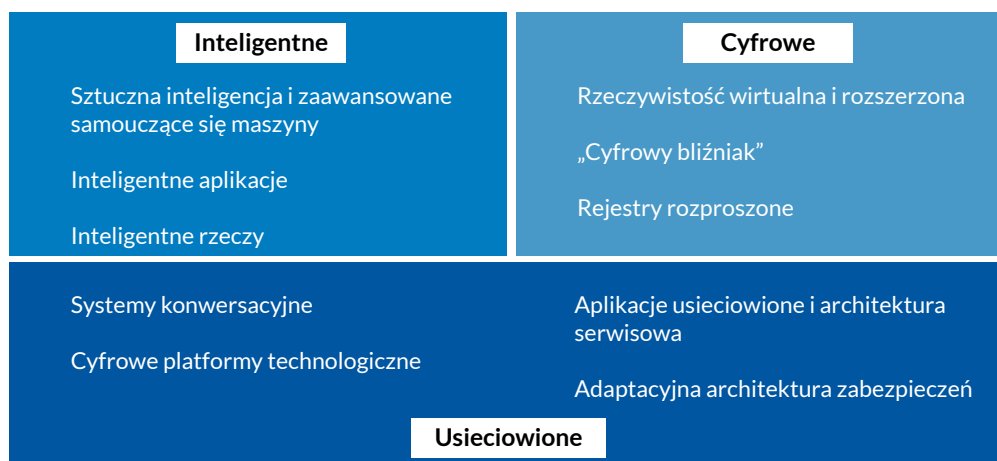 Inteligentne
Sztuczna inteligencja i zaawansowane
samouczące się maszyny
Inteligentne aplikacje
Inteligentne rzeczy
Cyfrowe
Rzeczywistość wirtualna i rozszerzona
„Cyfrowy bliźniak”
Rejestry rozproszone
Systemy konwersacyjne
Cyfrowe platformy technologiczne
Aplikacje usieciowione i architektura
serwisowa
Adaptacyjna architektura zabezpieczeń
Usieciowione